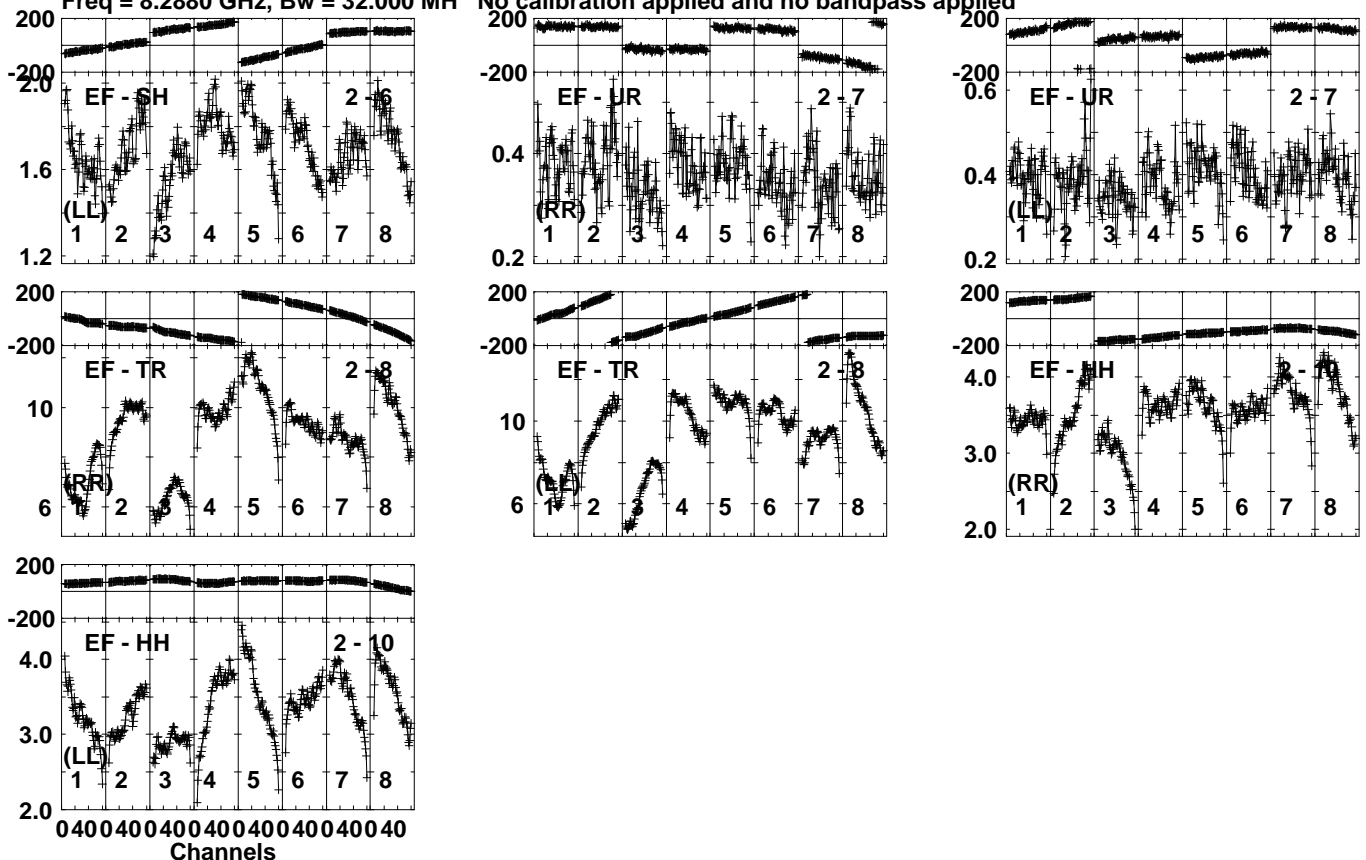 Freq = 8.2880 GHz, Bw = 32.000 MH No calibration applied and no bandpass applied
200
-200
2.0
1.6
1.2
EF - SH 2 - 6
(LL)
1 2 3 4 5 6 7 8
200
-200
0.4
0.2
EF - UR 2 - 7
(RR)
1 2 3 4 5 6 7 8
200
-200
0.6
0.4
0.2
EF - UR 2 - 7
(LL)
1 2 3 4 5 6 7 8
200
-200
10
6
EF - TR 2 - 8
(RR)
1 2 3 4 5 6 7 8
200
-200
10
6
EF - TR 2 - 8
(LL)
1 2 3 4 5 6 7 8
200
-200
4.0
3.0
2.0
EF - HH 2 - 10
(RR)
1 2 3 4 5 6 7 8
200
-200
4.0
3.0
2.0
EF - HH 2 - 10
(LL)
1 2 3 4 5 6 7 8
0 40 0 40 0 40 0 40 0 40 0 40 0 40 0 40
Channels